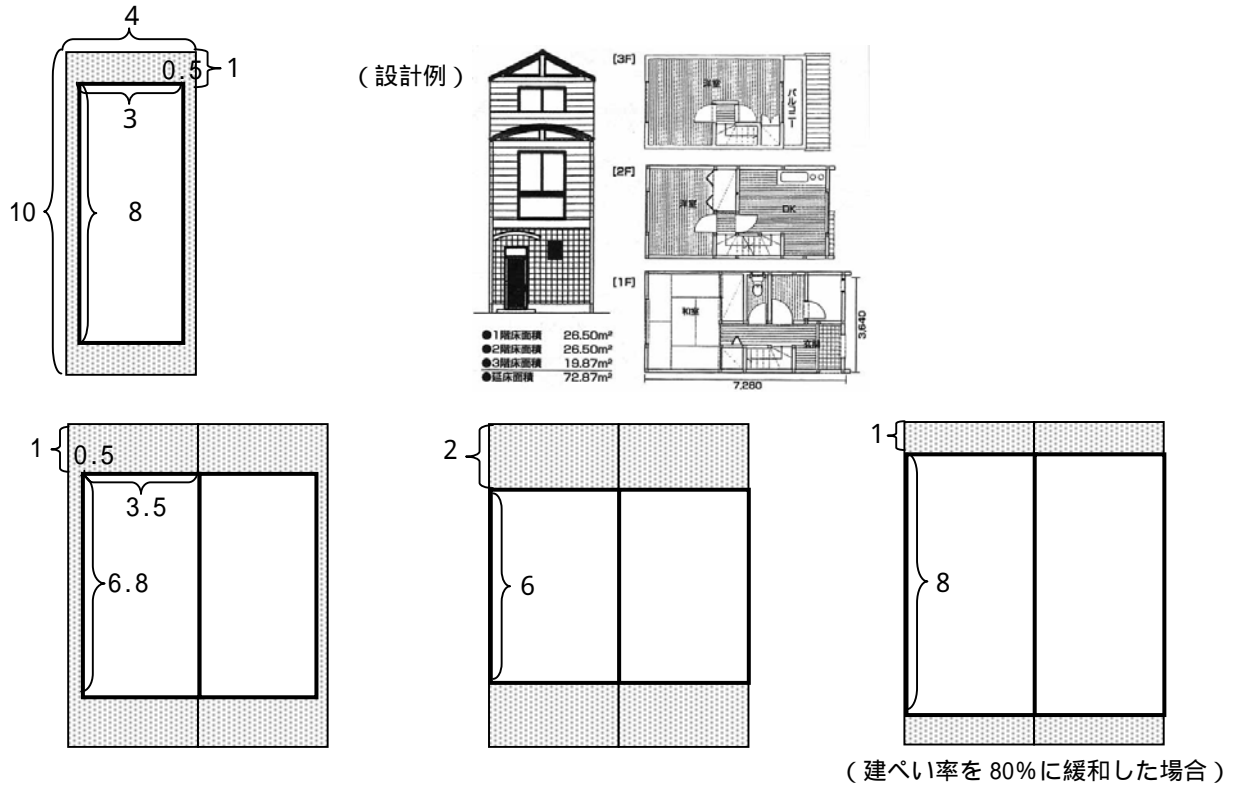 4
0.5
1
3
10
8
(設計例)
[3F]
洋室
バルコニー
[2F]
洋室
DK
[1F]
和室
玄関
3,640
7,280
●1階床面積 26.50m²
●2階床面積 26.50m²
●3階床面積 19.87m²
●延床面積 72.87m²
1
0.5
3.5
6.8
2
6
1
8
(建ぺい率を80%に緩和した場合)